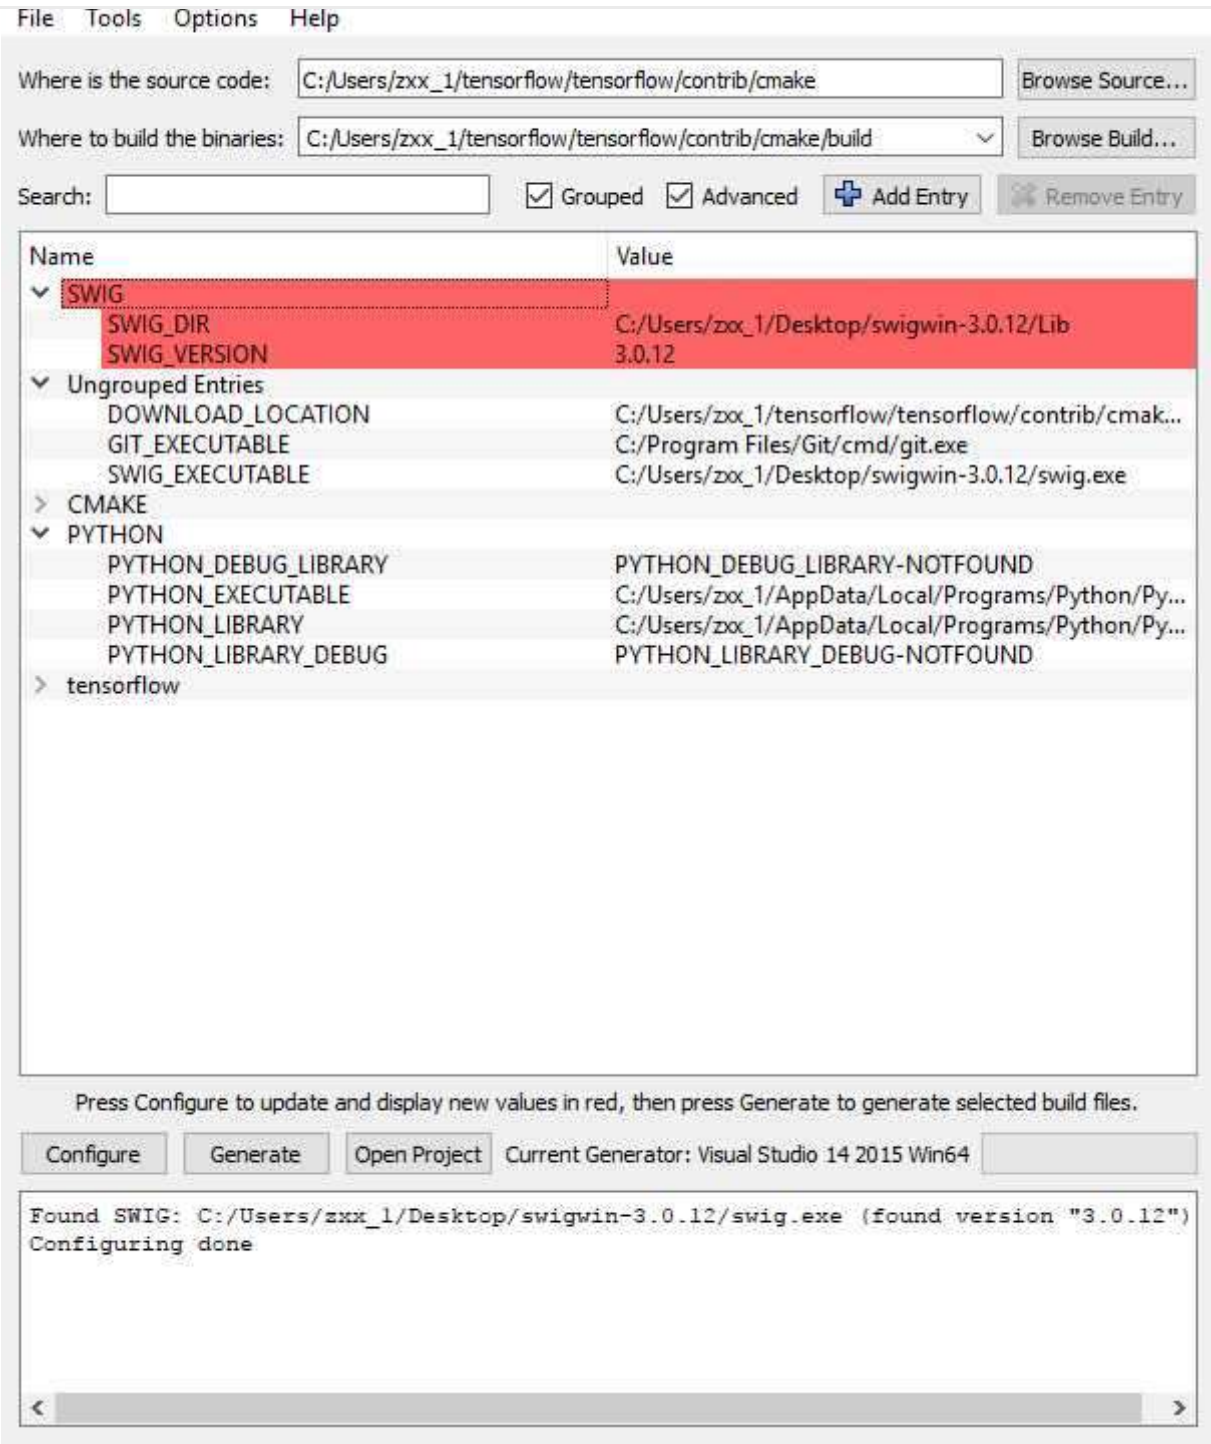 File Tools Options Help
Where is the source code: C:/Users/zxx_1/tensorflow/tensorflow/contrib/cmake Browse Source...
Where to build the binaries: C:/Users/zxx_1/tensorflow/tensorflow/contrib/cmake/build Browse Build...
Search: Grouped Advanced Add Entry Remove Entry
Name Value
SWIG
SWIG_DIR C:/Users/zxx_1/Desktop/swigwin-3.0.12/Lib
SWIG_VERSION 3.0.12
Ungrouped Entries
DOWNLOAD_LOCATION C:/Users/zxx_1/tensorflow/tensorflow/contrib/cmak...
GIT_EXECUTABLE C:/Program Files/Git/cmd/git.exe
SWIG_EXECUTABLE C:/Users/zxx_1/Desktop/swigwin-3.0.12/swig.exe
CMAKE
PYTHON
PYTHON_DEBUG_LIBRARY PYTHON_DEBUG_LIBRARY-NOTFOUND
PYTHON_EXECUTABLE C:/Users/zxx_1/AppData/Local/Programs/Python/Py...
PYTHON_LIBRARY C:/Users/zxx_1/AppData/Local/Programs/Python/Py...
PYTHON_LIBRARY_DEBUG PYTHON_LIBRARY_DEBUG-NOTFOUND
tensorflow
Press Configure to update and display new values in red, then press Generate to generate selected build files.
Configure Generate Open Project Current Generator: Visual Studio 14 2015 Win64
Found SWIG: C:/Users/zxx_1/Desktop/swigwin-3.0.12/swig.exe (found version "3.0.12")
Configuring done